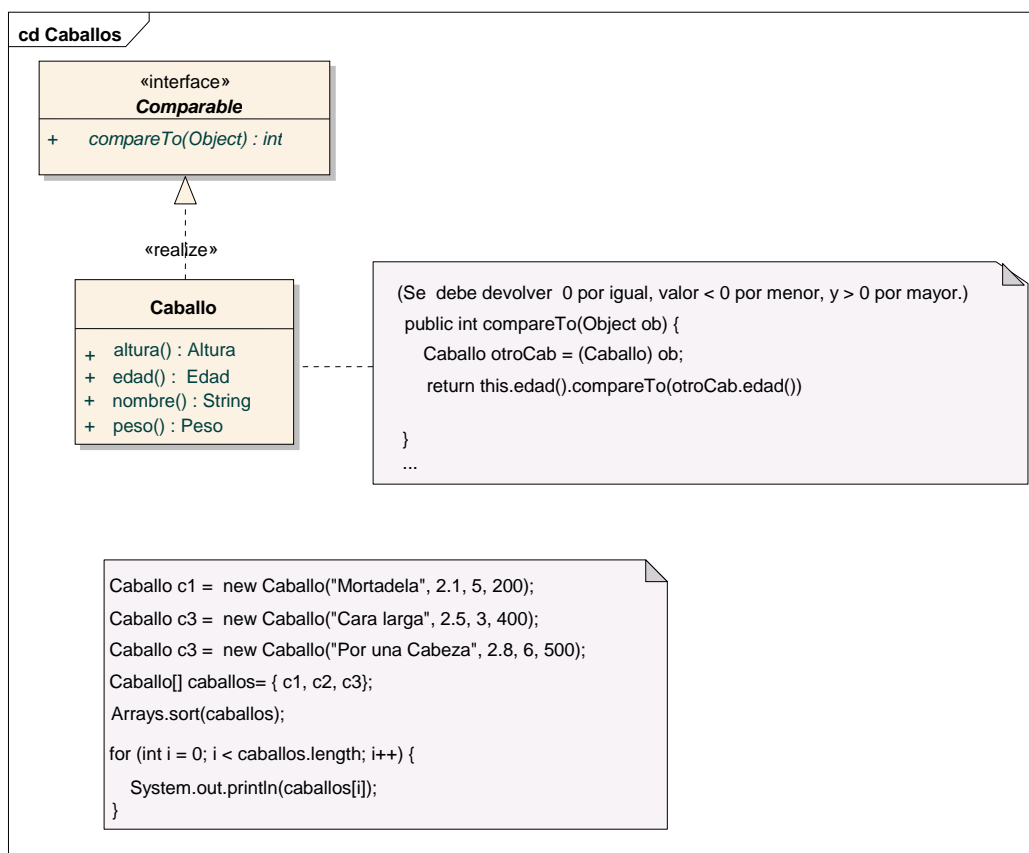 cd Caballos
«interface»
Comparable
+ compareTo(Object) : int
«realize»
Caballo
+ altura() : Altura
+ edad() : Edad
+ nombre() : String
+ peso() : Peso
(Se debe devolver 0 por igual, valor < 0 por menor, y > 0 por mayor.)
public int compareTo(Object ob) {
Caballo otroCab = (Caballo) ob;
return this.edad().compareTo(otroCab.edad())
}
...
Caballo c1 = new Caballo("Mortadela", 2.1, 5, 200);
Caballo c3 = new Caballo("Cara larga", 2.5, 3, 400);
Caballo c3 = new Caballo("Por una Cabeza", 2.8, 6, 500);
Caballo[] caballos= { c1, c2, c3};
Arrays.sort(caballos);
for (int i = 0; i < caballos.length; i++) {
System.out.println(caballos[i]);
}